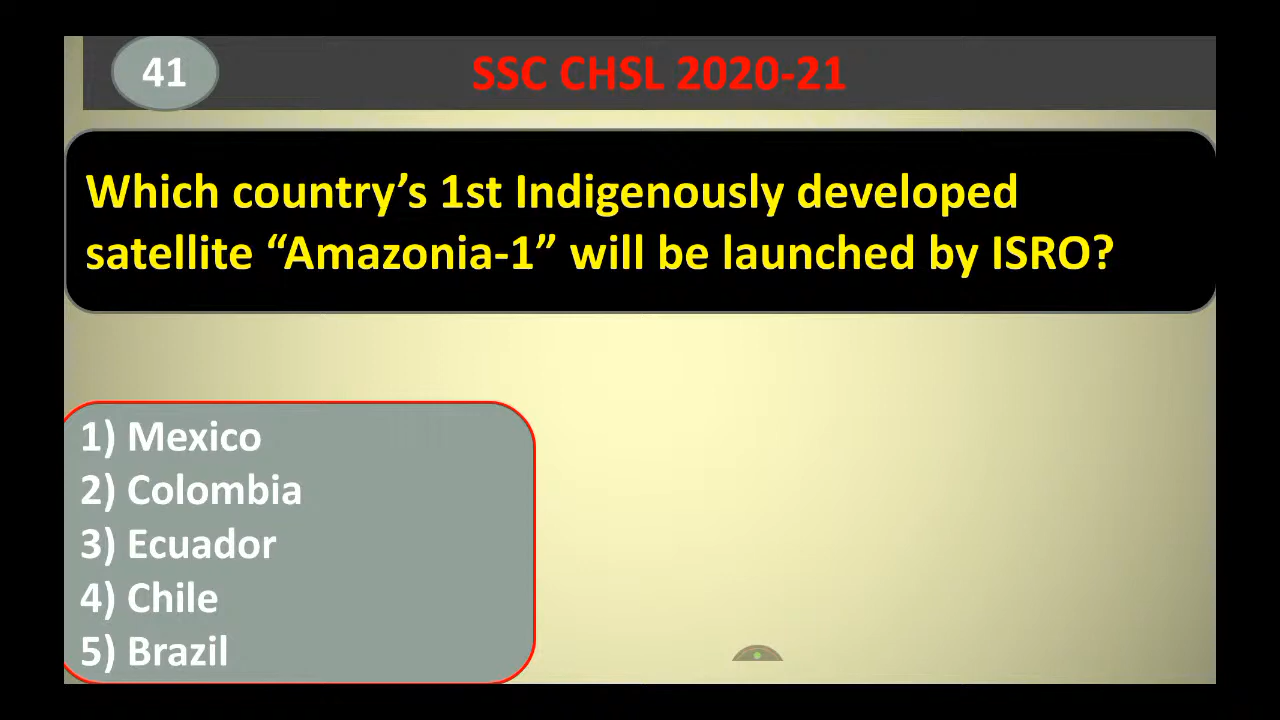 41
SSC CHSL 2020-21
Which country’s 1st Indigenously developed
satellite “Amazonia-1” will be launched by ISRO?
1) Mexico
2) Colombia
3) Ecuador
4) Chile
5) Brazil